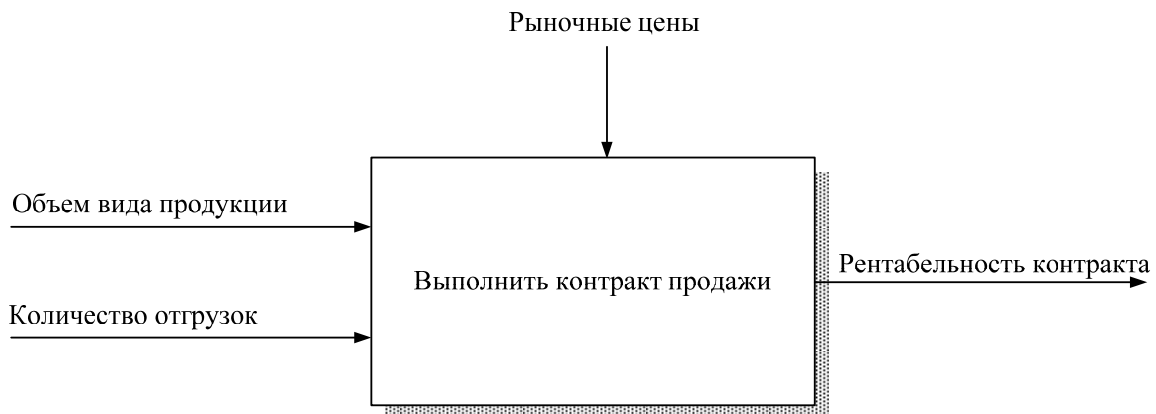 Рыночные цены
Объем вида продукции
Выполнить контракт продажи
Рентабельность контракта
Количество отгрузок